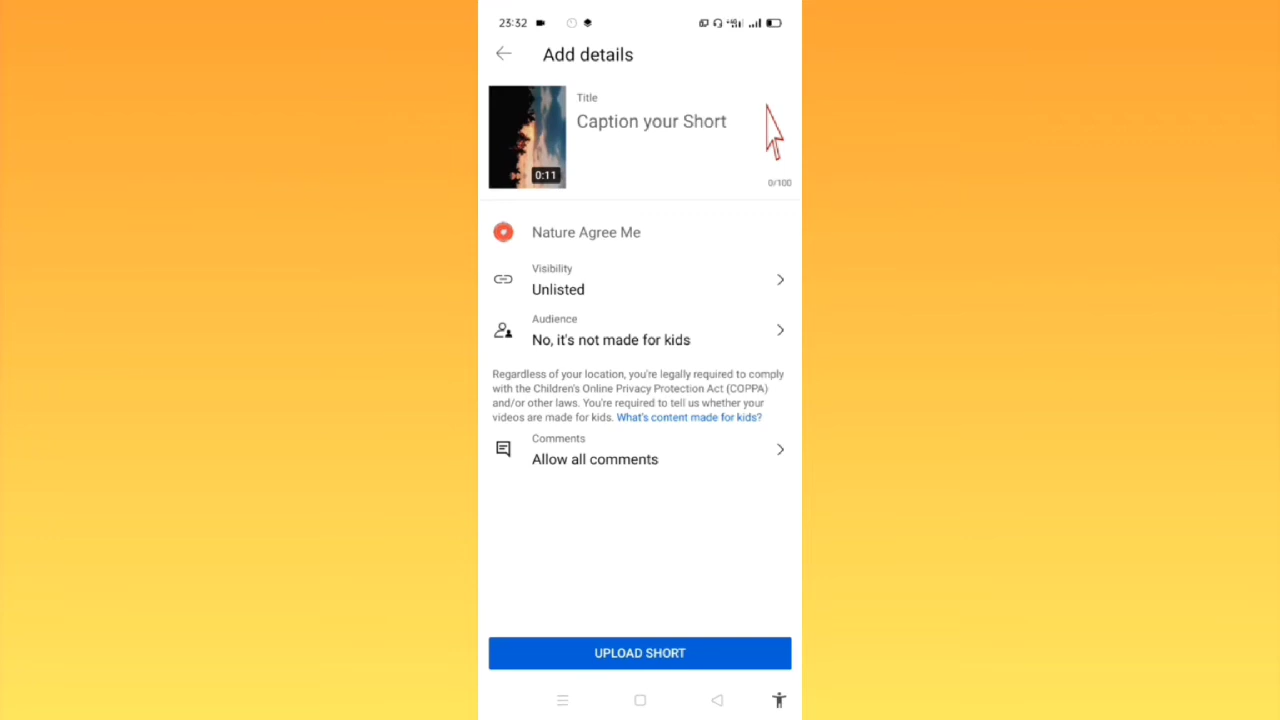 23:32
Add details
Title
Caption your Short
0:11
0/100
Nature Agree Me
Visibility
Unlisted
Audience
No, it's not made for kids
Regardless of your location, you're legally required to comply
with the Children's Online Privacy Protection Act (COPPA)
and/or other laws. You're required to tell us whether your
videos are made for kids. What's content made for kids?
Comments
Allow all comments
UPLOAD SHORT